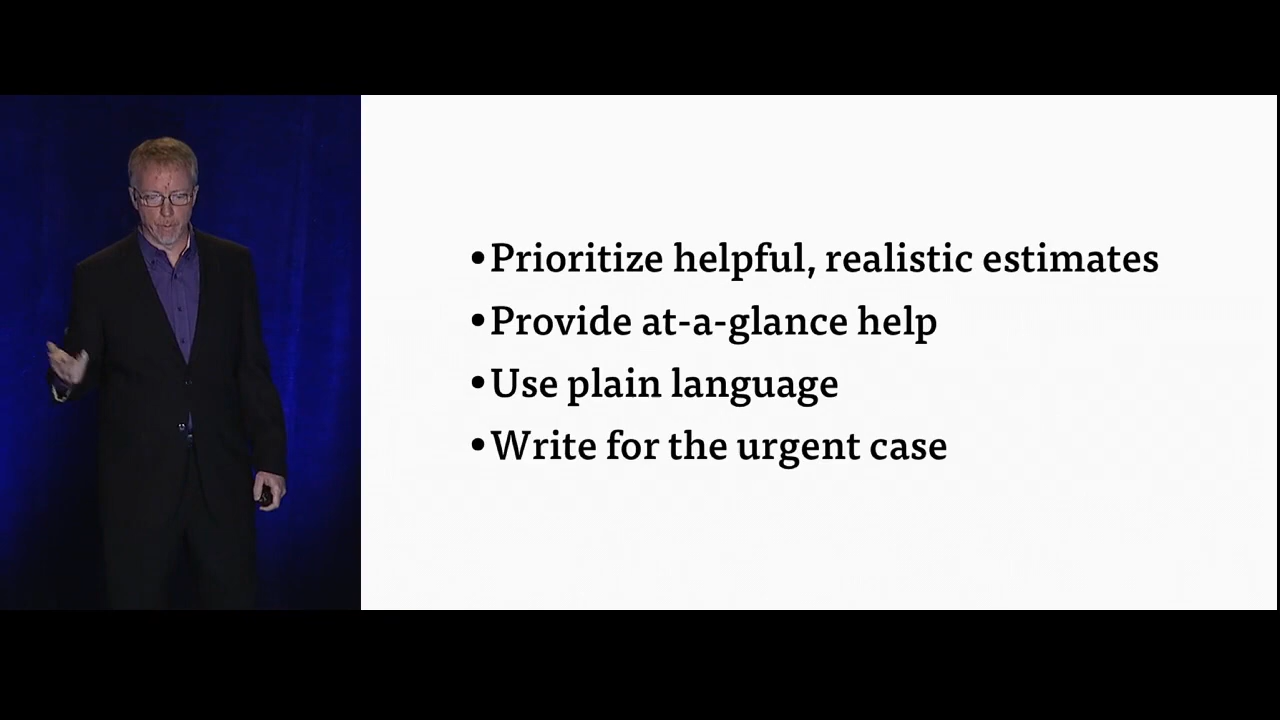 •Prioritize helpful, realistic estimates
•Provide at-a-glance help
•Use plain language
•Write for the urgent case